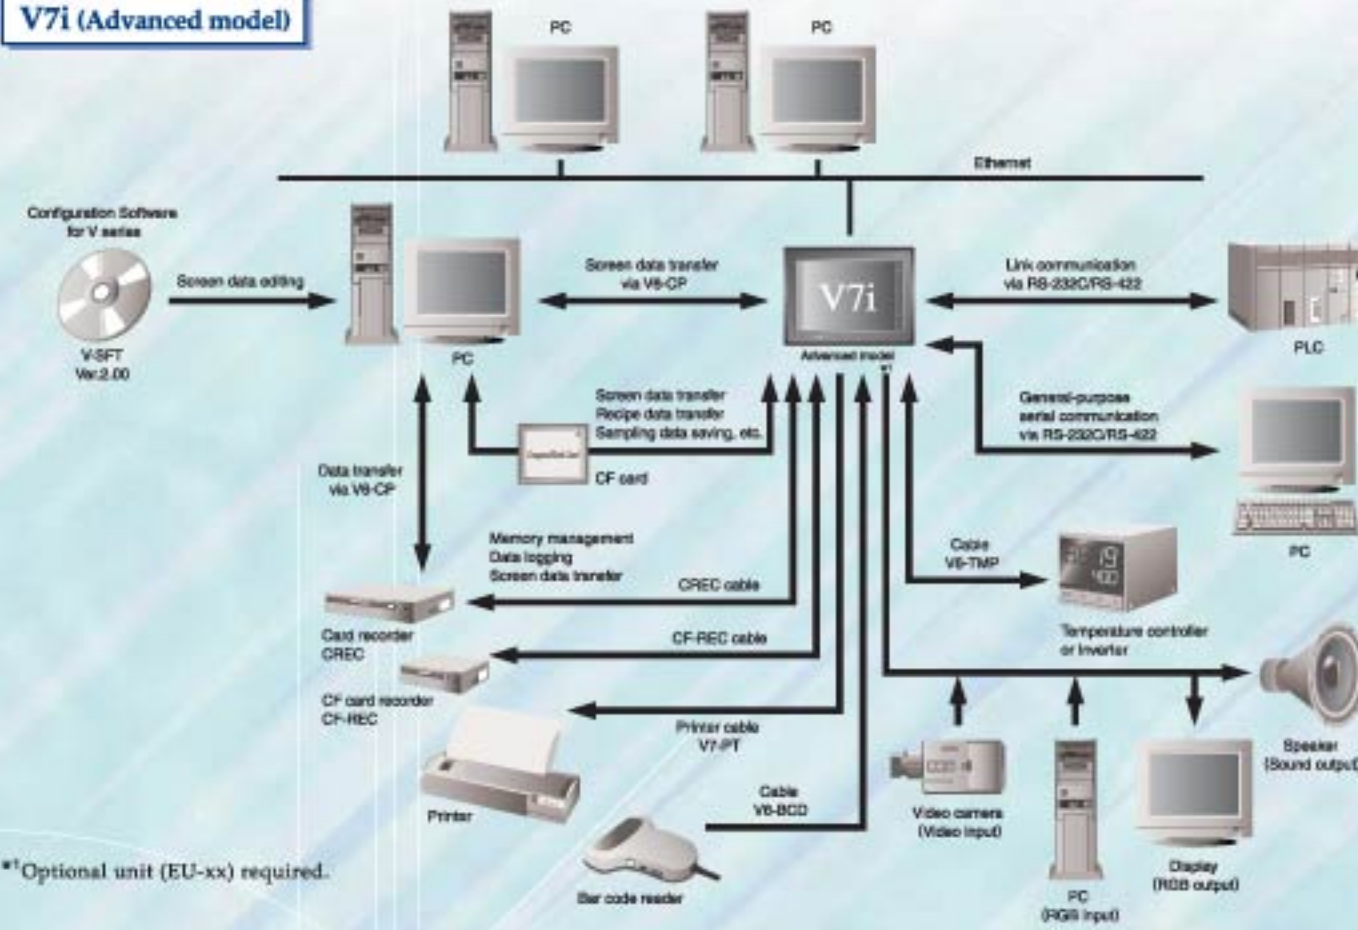 V7i (Advanced model)
PC
PC
Ethernet
Configuration Software
for V series
Screen data editing
V-SFT
Ver.2.00
PC
Screen data transfer
via V6-CP
V7i
Advanced model
*1
Link communication
via RS-232C/RS-422
PLC
Screen data transfer
Recipe data transfer
Sampling data saving, etc.
CF card
General-purpose
serial communication
via RS-232C/RS-422
PC
Data transfer
via V6-CP
Memory management
Data logging
Screen data transfer
CREC cable
Card recorder
CREC
CF-REC cable
CF card recorder
CF-REC
Cable
V6-TMP
Temperature controller
or Inverter
Printer cable
V7-PT
Printer
Cable
V6-BCD
Bar code reader
Video camera
(Video input)
PC
(RGB input)
Display
(RGB output)
Speaker
(Sound output)
*1Optional unit (EU-xx) required.